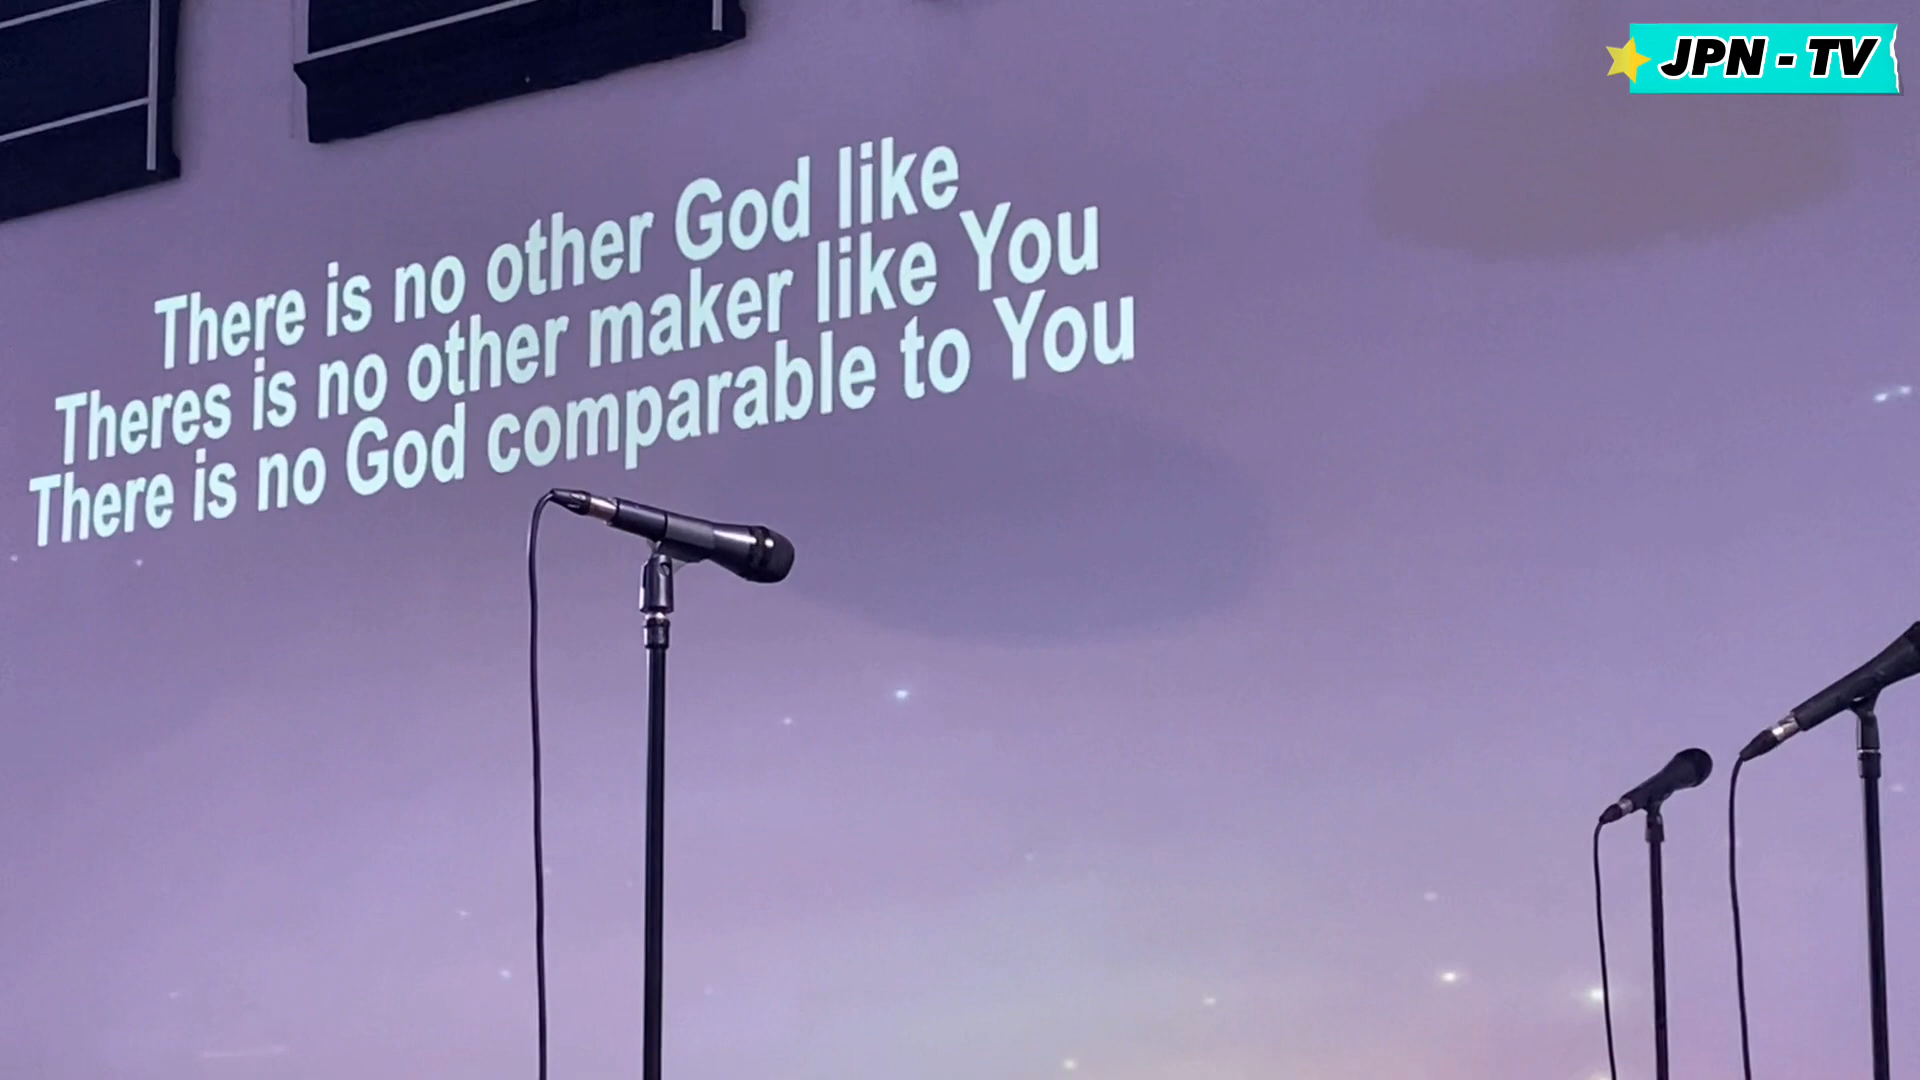 JPN - TV
There is no other God like
Theres is no other maker like You
There is no God comparable to You